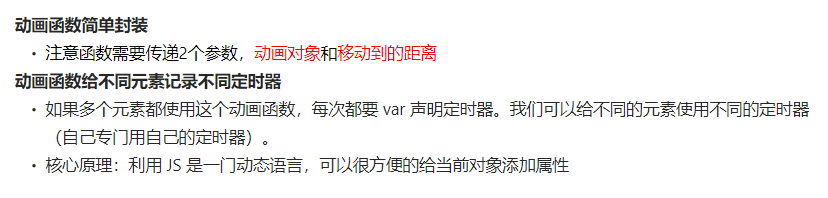 动画函数简单封装
• 注意函数需要传递2个参数，动画对象和移动到的距离
动画函数给不同元素记录不同定时器
• 如果多个元素都使用这个动画函数，每次都要 var 声明定时器。我们可以给不同的元素使用不同的定时器
（自己专门用自己的定时器）。
• 核心原理：利用 JS 是一门动态语言，可以很方便的给当前对象添加属性